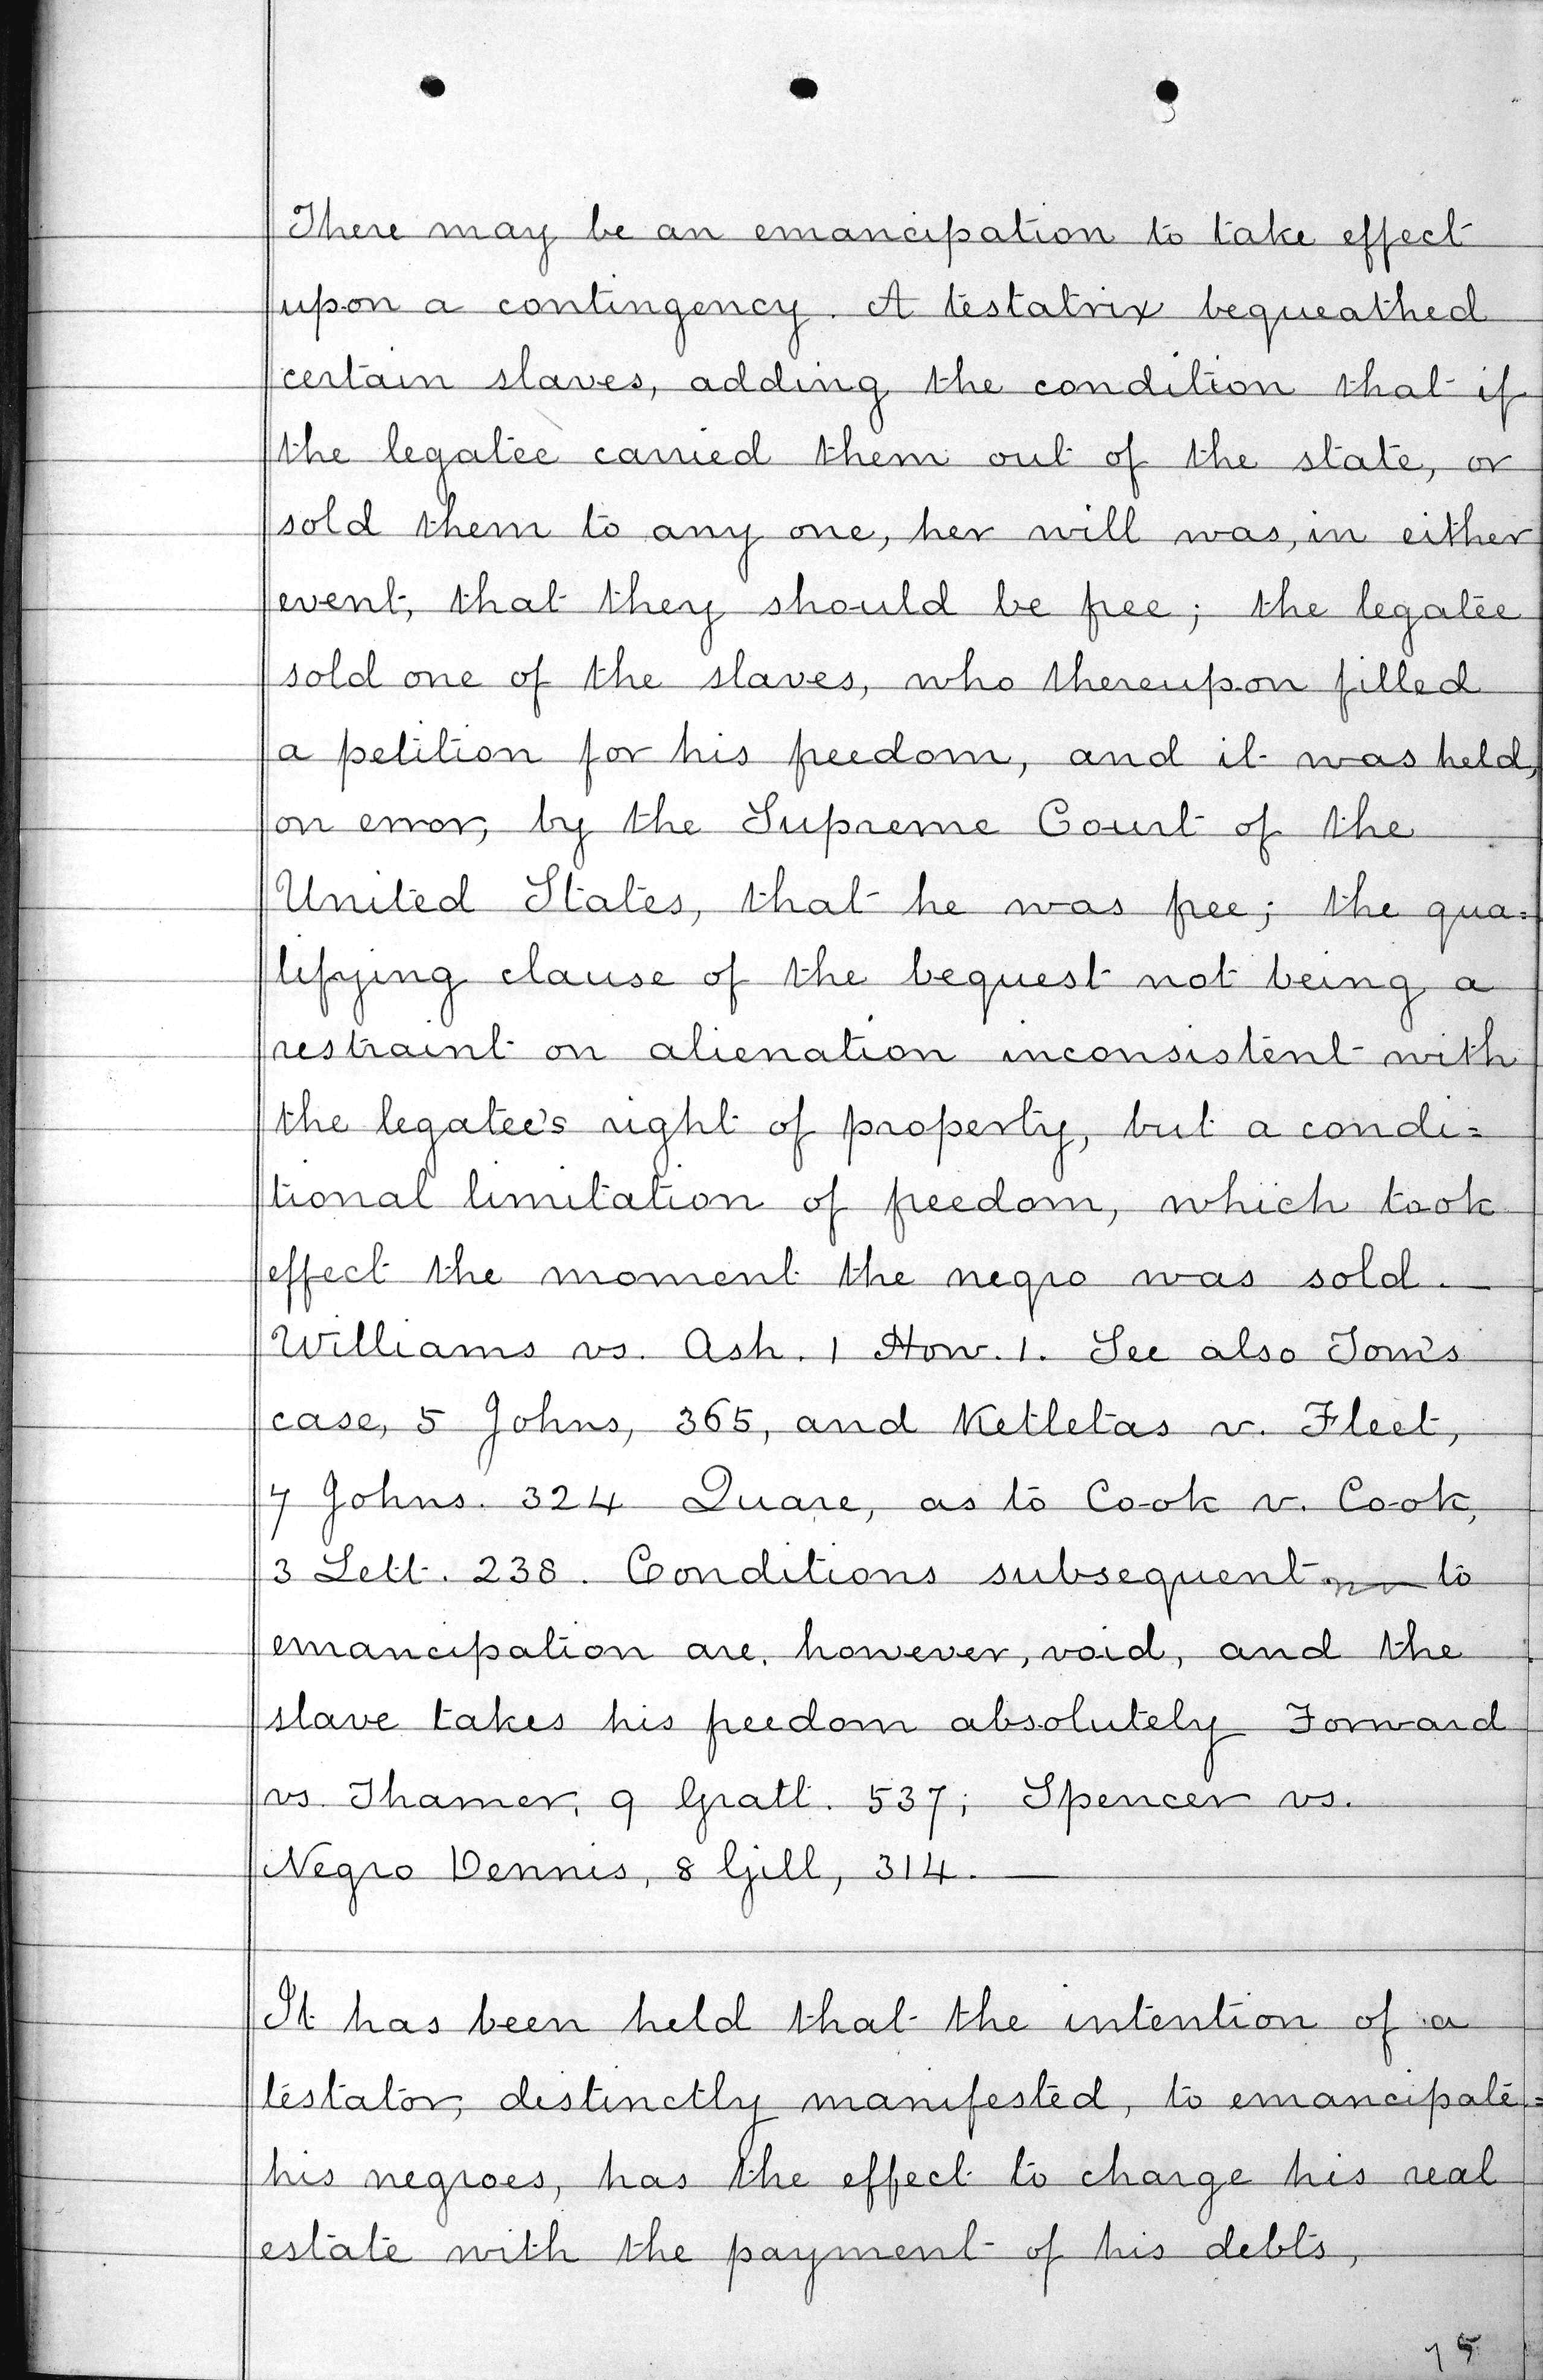 There may be an emancipation to take effect
upon a contingency. A testatrix bequeathed
certain slaves, adding the condition that if
the legatee carried them out of the state, or
sold them to any one, her will was, in either
event, that they should be free; the legatee
sold one of the slaves, who thereupon filled
a petition for his freedom, and it was held,
on error, by the Supreme Court of the
United States, that he was free; the qua=
lifying clause of the bequest not being a
restraint on alienation inconsistent with
the legatee's right of property, but a condi=
tional limitation of freedom, which took
effect the moment the negro was sold.—
Williams vs. Ash. 1 How. 1. See also Tom's
case, 5 Johns, 365, and Ketletas v. Fleet,
7 Johns. 324 Quare, as to Cook v. Cook,
3 Lett. 238. Conditions subsequent to
emancipation are, however, void, and the
slave takes his freedom absolutely Forward
vs. Thamer, 9 Gratt. 537; Spencer vs.
Negro Dennis, 8 Gill, 314.—
It has been held that the intention of a
testator, distinctly manifested, to emancipate=
his negroes, has the effect to charge his real
estate with the payment of his debts,
75